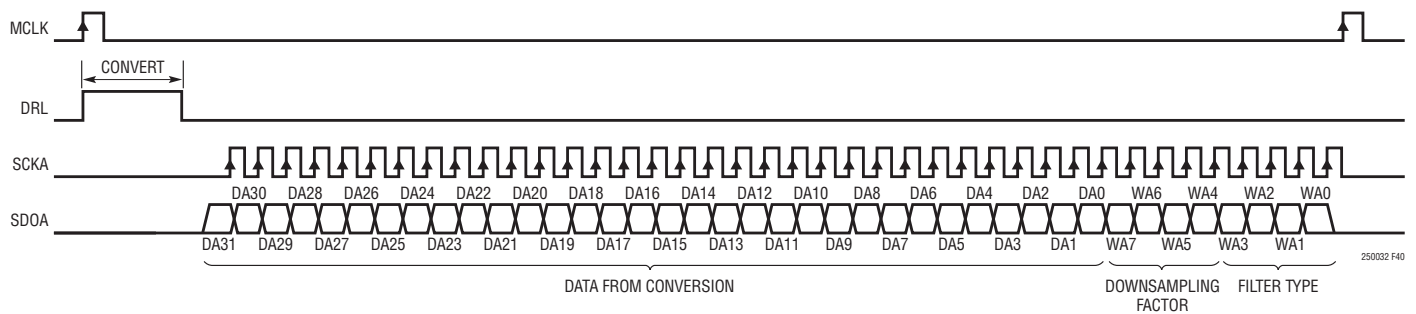 MCLK
CONVERT
DRL
SCKA
DA30 DA28 DA26 DA24 DA22 DA20 DA18 DA16 DA14 DA12 DA10 DA8 DA6 DA4 DA2 DA0 WA6 WA4 WA2 WA0
SDOA
DA31 DA29 DA27 DA25 DA23 DA21 DA19 DA17 DA15 DA13 DA11 DA9 DA7 DA5 DA3 DA1 WA7 WA5 WA3 WA1
250032 F40
DATA FROM CONVERSION
DOWNSAMPLING
FACTOR
FILTER TYPE